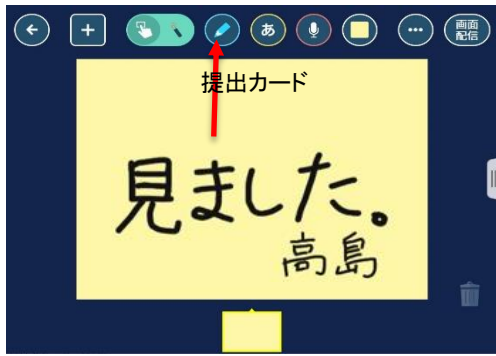 あ
画面
配信
提出カード
見ました。
高島